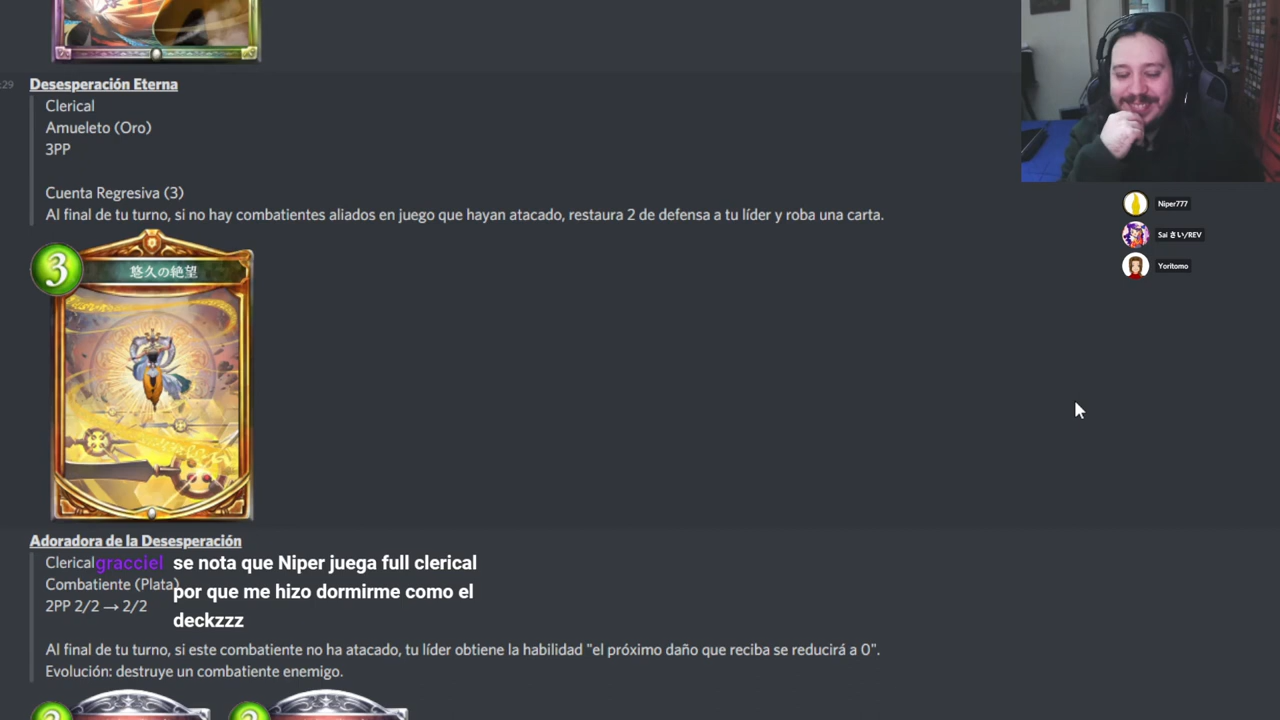 :29
Desesperación Eterna
Clerical
Amueleto (Oro)
3PP
Cuenta Regresiva (3)
Al final de tu turno, si no hay combatientes aliados en juego que hayan atacado, restaura 2 de defensa a tu líder y roba una carta.
3
悠久の絶望
Niper777
Sai さい/REV
Yoritomo
Adoradora de la Desesperación
Clerical
gracciel se nota que Niper juega full clerical
por que me hizo dormirme como el
deckzzz
Combatiente (Plata)
2PP 2/2 → 2/2
Al final de tu turno, si este combatiente no ha atacado, tu líder obtiene la habilidad "el próximo daño que reciba se reducirá a 0".
Evolución: destruye un combatiente enemigo.
2
2